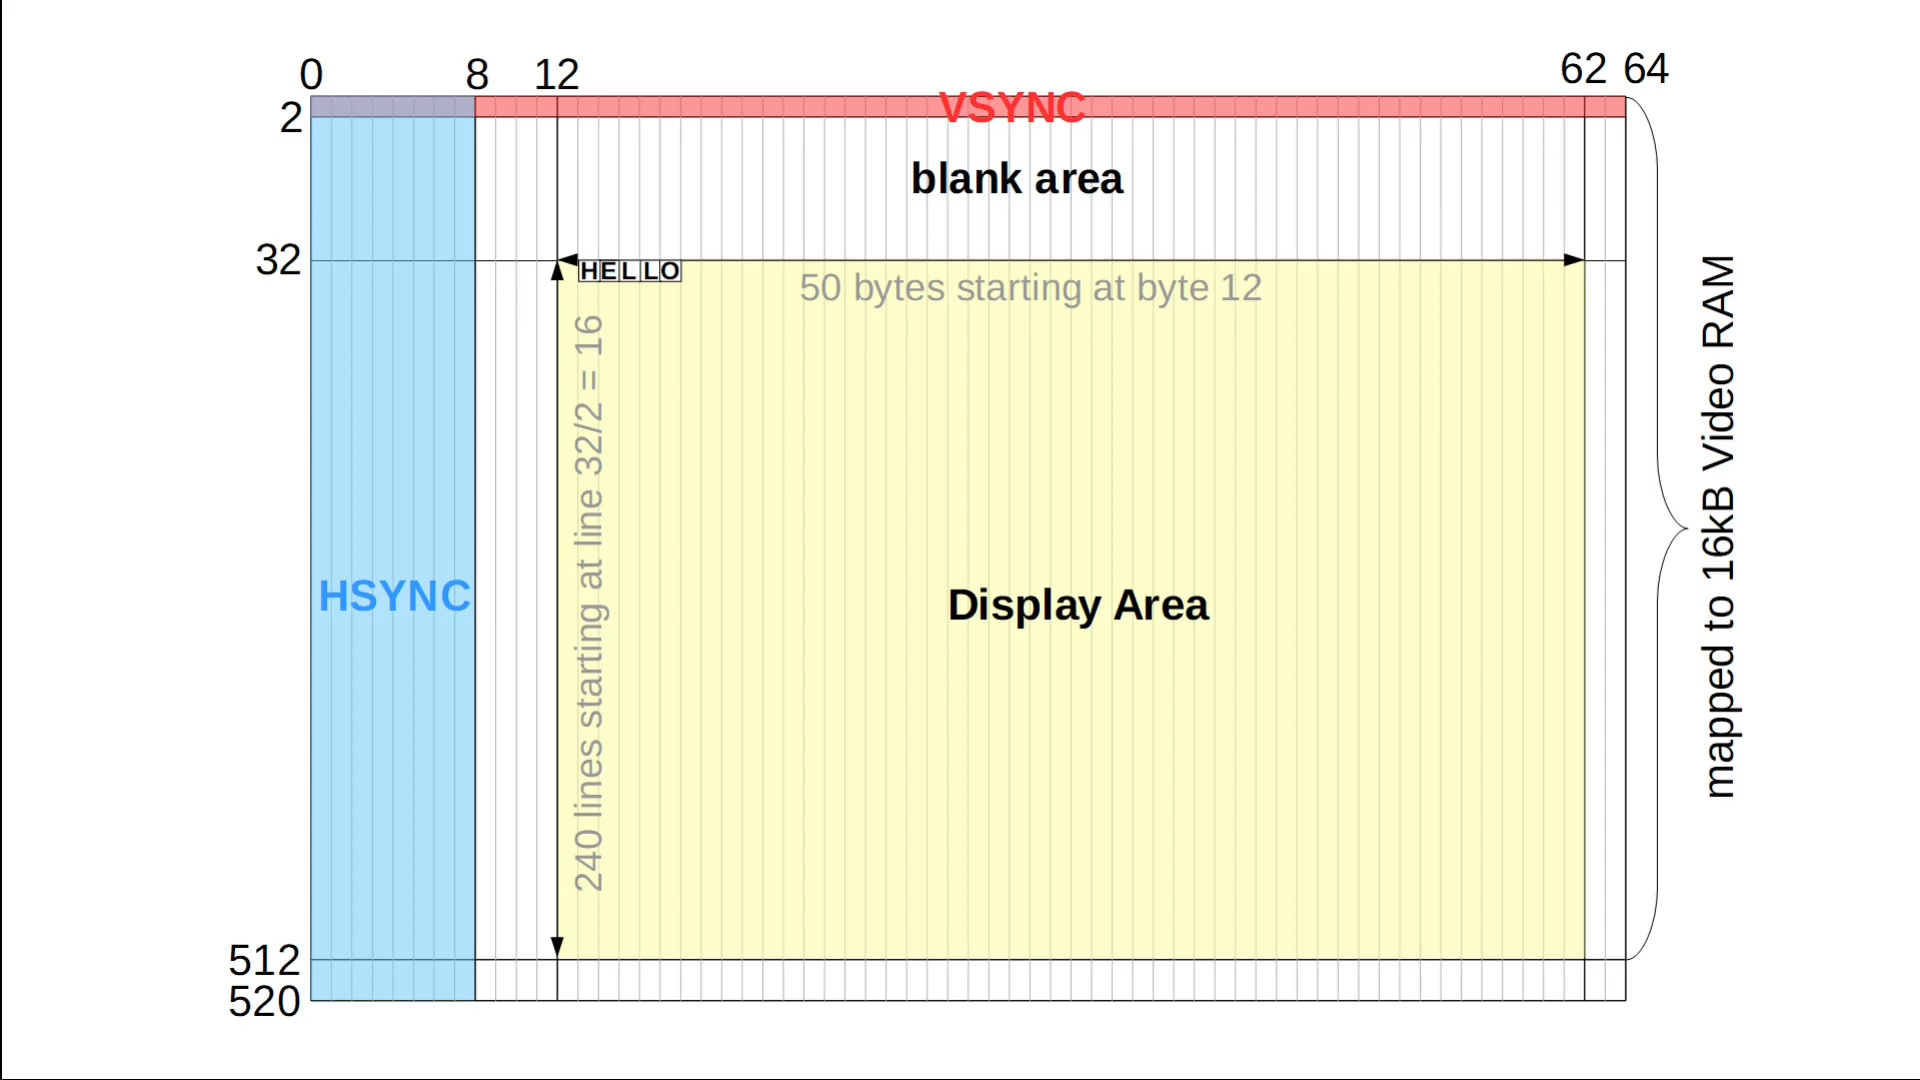 0 8 12 62 64
2
VSYNC
blank area
32
HELLO
50 bytes starting at byte 12
240 lines starting at line 32/2 = 16
HSYNC
Display Area
mapped to 16kB Video RAM
512
520